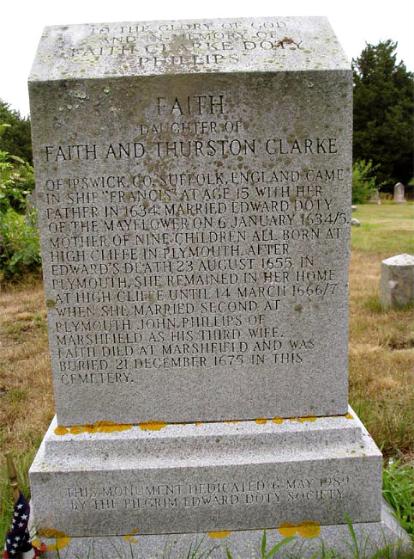 TO THE GLORY OF GOD
AND IN MEMORY OF
FAITH CLARKE DOTY
PHILLIPS
FAITH
DAUGHTER OF
FAITH AND THURSTON CLARKE
OF IPSWICH, CO. SUFFOLK, ENGLAND. CAME
IN SHIP "FRANCIS" AT AGE 15 WITH HER
FATHER IN 1634. MARRIED EDWARD DOTY
OF THE MAYFLOWER ON 6 JANUARY 1634/5.
MOTHER OF NINE CHILDREN ALL BORN AT
HIGH CLIFFE IN PLYMOUTH. AFTER
EDWARD'S DEATH 23 AUGUST 1655 IN
PLYMOUTH, SHE REMAINED IN HER HOME
AT HIGH CLIFFE UNTIL 14 MARCH 1666/7
WHEN SHE MARRIED SECOND AT
PLYMOUTH JOHN PHILLIPS OF
MARSHFIELD AS HIS THIRD WIFE.
FAITH DIED AT MARSHFIELD AND WAS
BURIED 21 DECEMBER 1675 IN THIS
CEMETERY.
THIS MONUMENT DEDICATED 6 MAY 1989
BY THE PILGRIM EDWARD DOTY SOCIETY